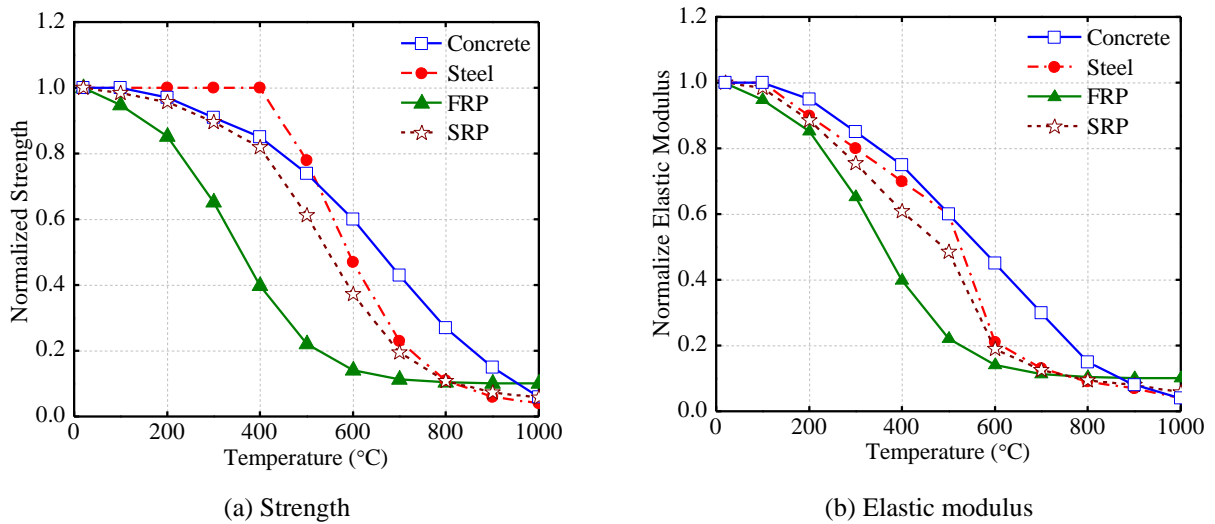 1.2
1.0
0.8
0.6
0.4
0.2
0.0
Normalized Strength
Concrete
Steel
FRP
SRP
0 200 400 600 800 1000
Temperature (°C)
(a) Strength
1.2
1.0
0.8
0.6
0.4
0.2
0.0
Normalize Elastic Modulus
Concrete
Steel
FRP
SRP
0 200 400 600 800 1000
Temperature (°C)
(b) Elastic modulus